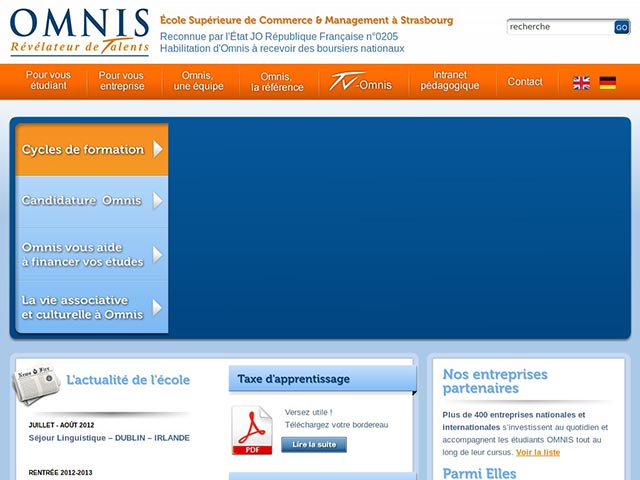 OMNIS
Révélateur de Talents
École Supérieure de Commerce & Management à Strasbourg
Reconnue par l'État JO République Française n°0205
Habilitation d'Omnis à recevoir des boursiers nationaux
recherche
GO
Pour vous
étudiant
Pour vous
entreprise
Omnis,
une équipe
Omnis,
la référence
TV-Omnis
Intranet
pédagogique
Contact
Cycles de formation
Candidature Omnis
Omnis vous aide
à financer vos études
La vie associative
et culturelle à Omnis
L'actualité de l'école
JUILLET - AOÛT 2012
Séjour Linguistique – DUBLIN – IRLANDE
RENTRÉE 2012-2013
Taxe d'apprentissage
PDF
Versez utile !
Téléchargez votre bordereau
Lire la suite
Nos entreprises
partenaires
Plus de 400 entreprises nationales et
internationales s'investissent au quotidien et
accompagnent les étudiants OMNIS tout au
long de leur cursus. Voir la liste
Parmi Elles